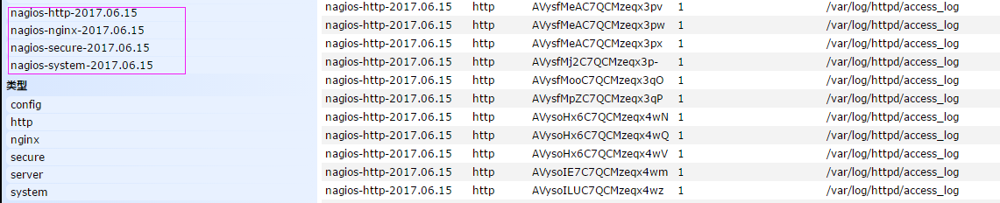 nagios-http-2017.06.15
nagios-nginx-2017.06.15
nagios-secure-2017.06.15
nagios-system-2017.06.15
类型
config
http
nginx
secure
server
system
nagios-http-2017.06.15 http AVysfMeAC7QCMzeqx3pv 1 /var/log/httpd/access_log
nagios-http-2017.06.15 http AVysfMeAC7QCMzeqx3pw 1 /var/log/httpd/access_log
nagios-http-2017.06.15 http AVysfMeAC7QCMzeqx3px 1 /var/log/httpd/access_log
nagios-http-2017.06.15 http AVysfMj2C7QCMzeqx3p- 1 /var/log/httpd/access_log
nagios-http-2017.06.15 http AVysfMooC7QCMzeqx3qO 1 /var/log/httpd/access_log
nagios-http-2017.06.15 http AVysfMpZC7QCMzeqx3qP 1 /var/log/httpd/access_log
nagios-http-2017.06.15 http AVysoHx6C7QCMzeqx4wN 1 /var/log/httpd/access_log
nagios-http-2017.06.15 http AVysoHx6C7QCMzeqx4wQ 1 /var/log/httpd/access_log
nagios-http-2017.06.15 http AVysoHx6C7QCMzeqx4wV 1 /var/log/httpd/access_log
nagios-http-2017.06.15 http AVysoIE7C7QCMzeqx4wm 1 /var/log/httpd/access_log
nagios-http-2017.06.15 http AVysoILUC7QCMzeqx4wz 1 /var/log/httpd/access_log